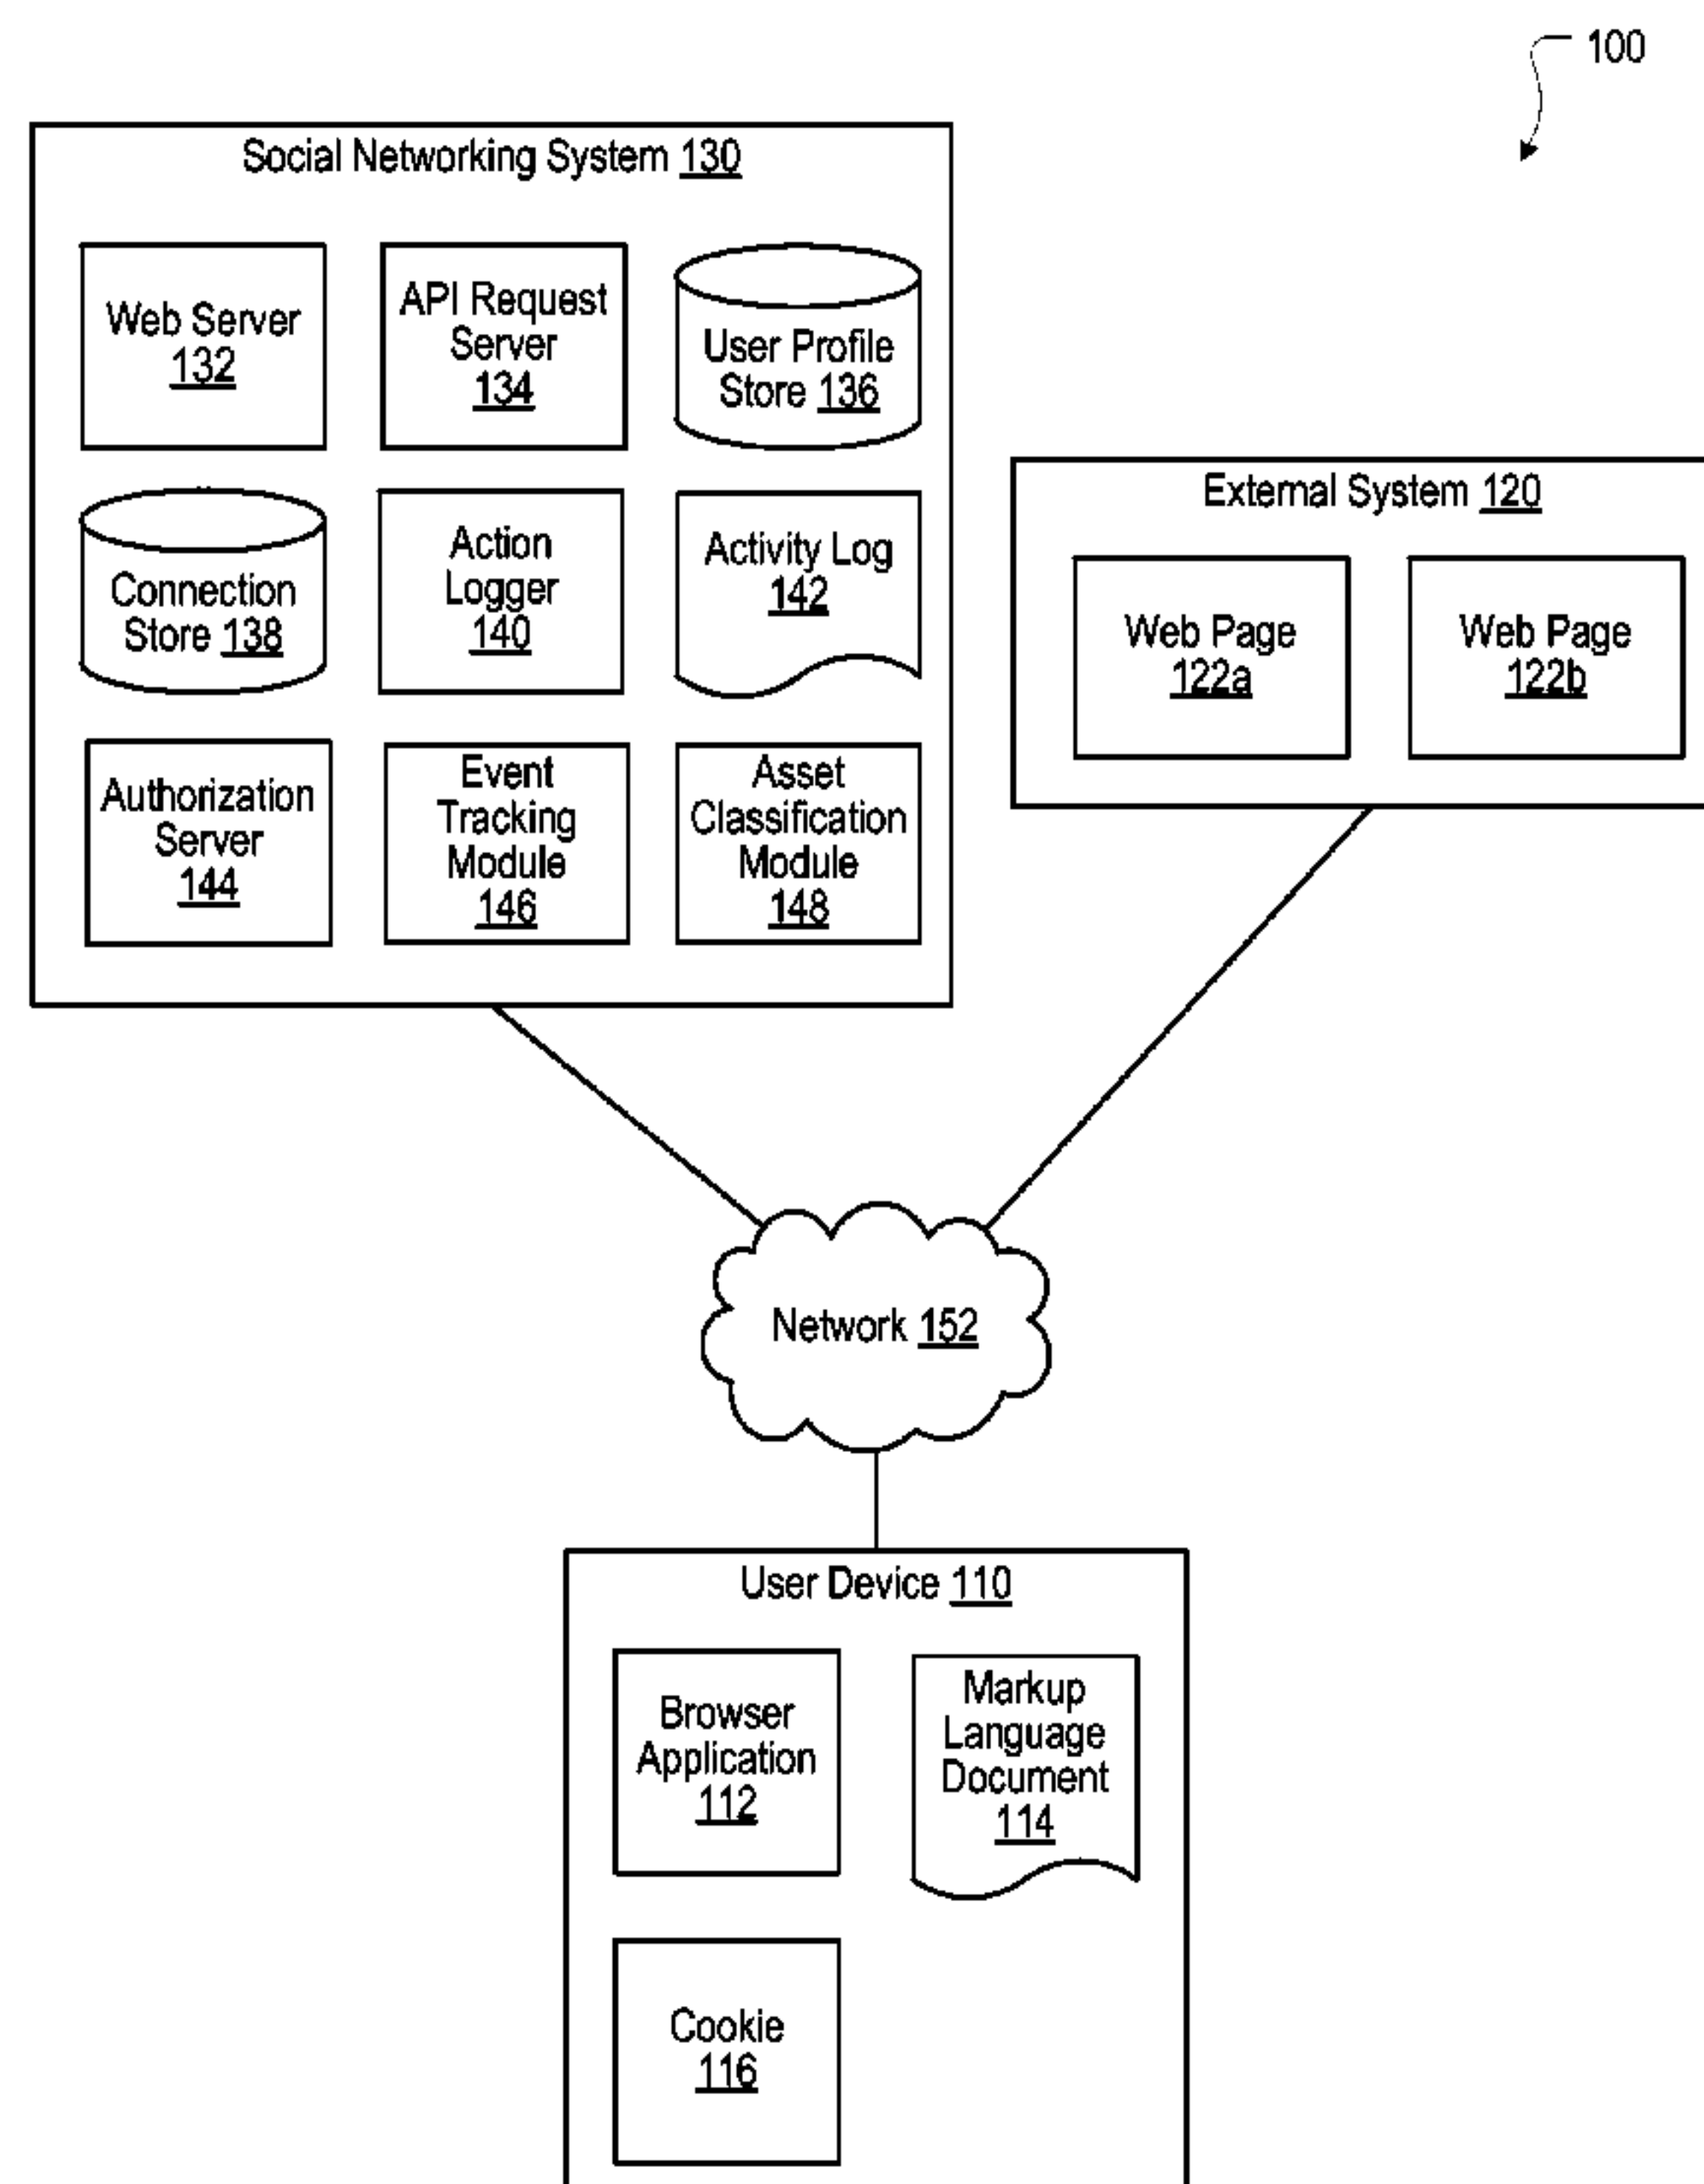 100
Social Networking System 130
Web Server
132
API Request
Server
134
User Profile
Store 136
Connection
Store 138
Action
Logger
140
Activity Log
142
Authorization
Server
144
Event
Tracking
Module
146
Asset
Classification
Module
148
External System 120
Web Page
122a
Web Page
122b
Network 152
User Device 110
Browser
Application
112
Markup
Language
Document
114
Cookie
116